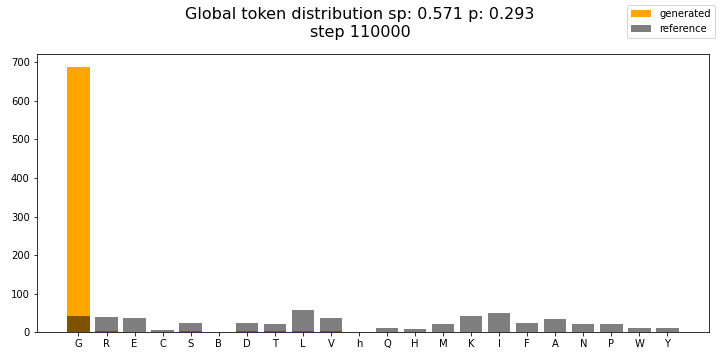 Global token distribution sp: 0.571 p: 0.293
step 110000
generated
reference
700
600
500
400
300
200
100
0
G R E C S B D T L V h Q H M K I F A N P W Y